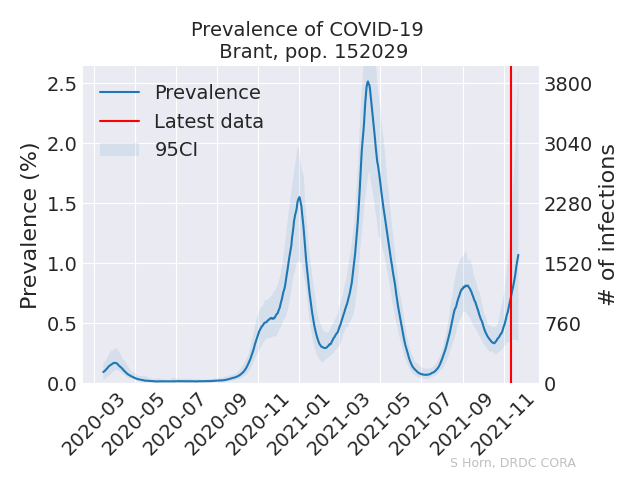 Prevalence of COVID-19
Brant, pop. 152029
Prevalence (%)
2.5
2.0
1.5
1.0
0.5
0.0
Prevalence
Latest data
95CI
3800
3040
2280
1520
760
0
# of infections
2020-03
2020-05
2020-07
2020-09
2020-11
2021-01
2021-03
2021-05
2021-07
2021-09
2021-11
S Horn, DRDC CORA